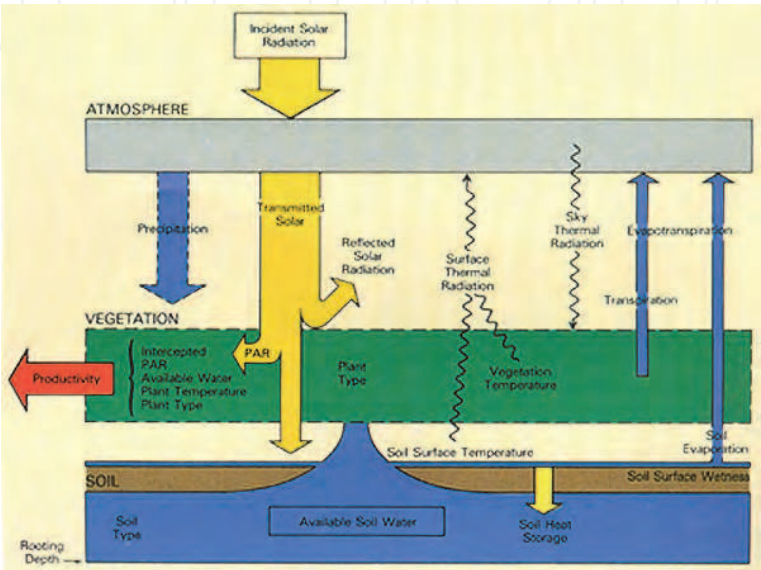 Incident Solar
Radiation
ATMOSPHERE
Precipitation
Transmitted
Solar
Reflected
Solar
Radiation
Surface
Thermal
Radiation
Sky
Thermal
Radiation
Evapotranspiration
Transpiration
VEGETATION
Productivity
Intercepted
PAR
Available Water
Plant Temperature
Plant Type
PAR
Plant
Type
Vegetation
Temperature
Soil Surface Temperature
Soil
Evaporation
SOIL
Soil Surface Wetness
Soil
Type
Available Soil Water
Soil Heat
Storage
Rooting
Depth